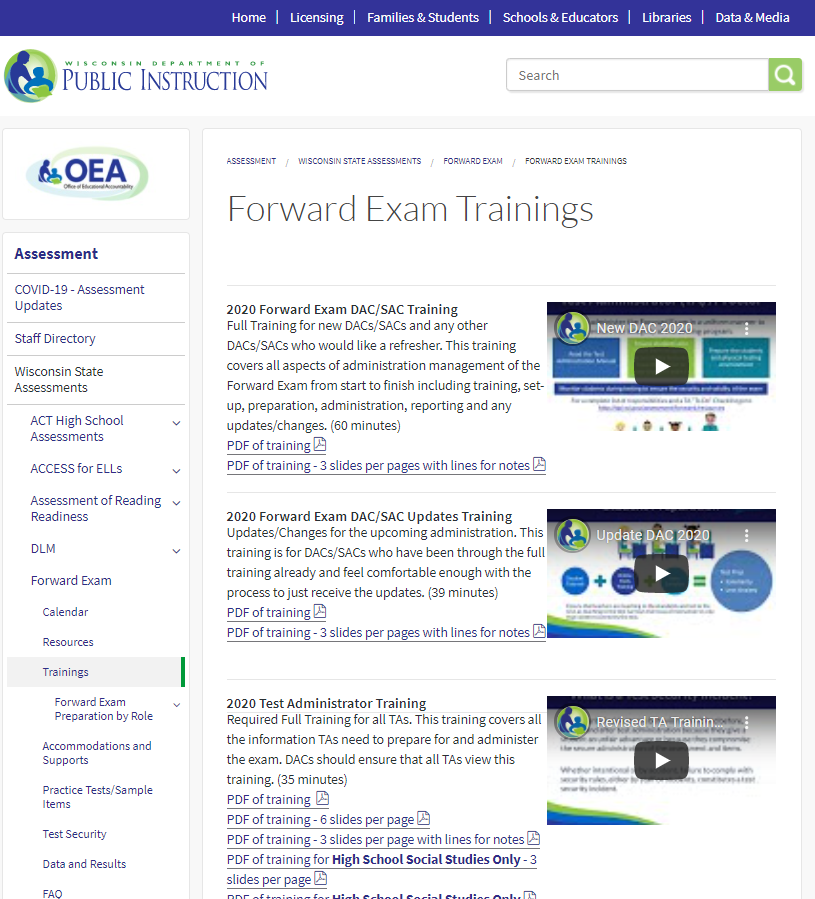 Home | Licensing | Families & Students | Schools & Educators | Libraries | Data & Media
WISCONSIN DEPARTMENT OF
PUBLIC INSTRUCTION
Search
OEA
Office of Educational Accountability
Assessment
COVID-19 - Assessment
Updates
Staff Directory
Wisconsin State
Assessments
ACT High School
Assessments
ACCESS for ELLs
Assessment of Reading
Readiness
DLM
Forward Exam
Calendar
Resources
Trainings
Forward Exam
Preparation by Role
Accommodations and
Supports
Practice Tests/Sample
Items
Test Security
Data and Results
FAQ
ASSESSMENT / WISCONSIN STATE ASSESSMENTS / FORWARD EXAM / FORWARD EXAM TRAININGS
Forward Exam Trainings
2020 Forward Exam DAC/SAC Training
Full Training for new DACs/SACs and any other
DACs/SACs who would like a refresher. This training
covers all aspects of administration management of the
Forward Exam from start to finish including training, set-
up, preparation, administration, reporting and any
updates/changes. (60 minutes)
PDF of training
PDF of training - 3 slides per pages with lines for notes
New DAC 2020
2020 Forward Exam DAC/SAC Updates Training
Updates/Changes for the upcoming administration. This
training is for DACs/SACs who have been through the full
training already and feel comfortable enough with the
process to just receive the updates. (39 minutes)
PDF of training
PDF of training - 3 slides per pages with lines for notes
Update DAC 2020
2020 Test Administrator Training
Required Full Training for all TAs. This training covers all
the information TAs need to prepare for and administer
the exam. DACs should ensure that all TAs view this
training. (35 minutes)
PDF of training
PDF of training - 6 slides per page
PDF of training - 3 slides per page with lines for notes
PDF of training for High School Social Studies Only - 3
slides per page
PDF of training for High School Social Studies Only
Revised TA Trainin...
Whether intentional or